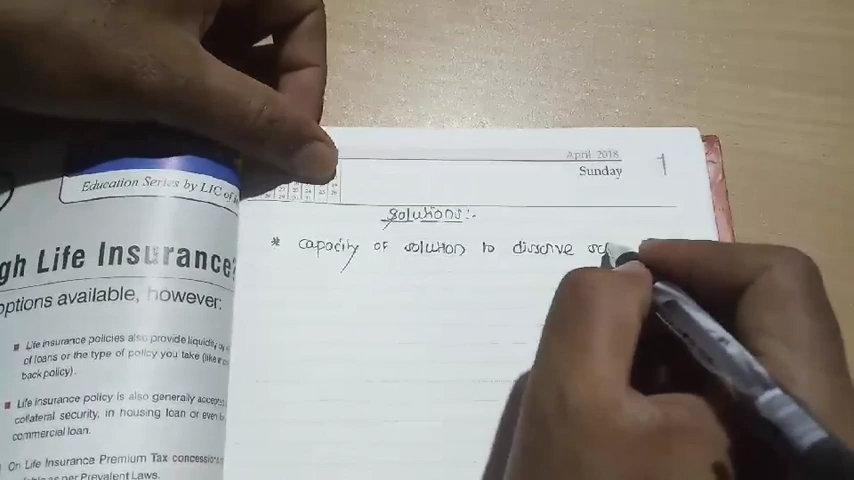 April 2018
1
Sunday
Education Series by LIC of
solutions:-
* capacity of solution to dissolve
gh Life Insurance?
options available, however:
Life insurance policies also provide liquidity
of loans or the type of policy you take (like
back policy).
Life insurance policy is also generally
collateral security, in housing loan or even
commercial loan.
On Life Insurance Premium Tax
as per Prevalent Laws.